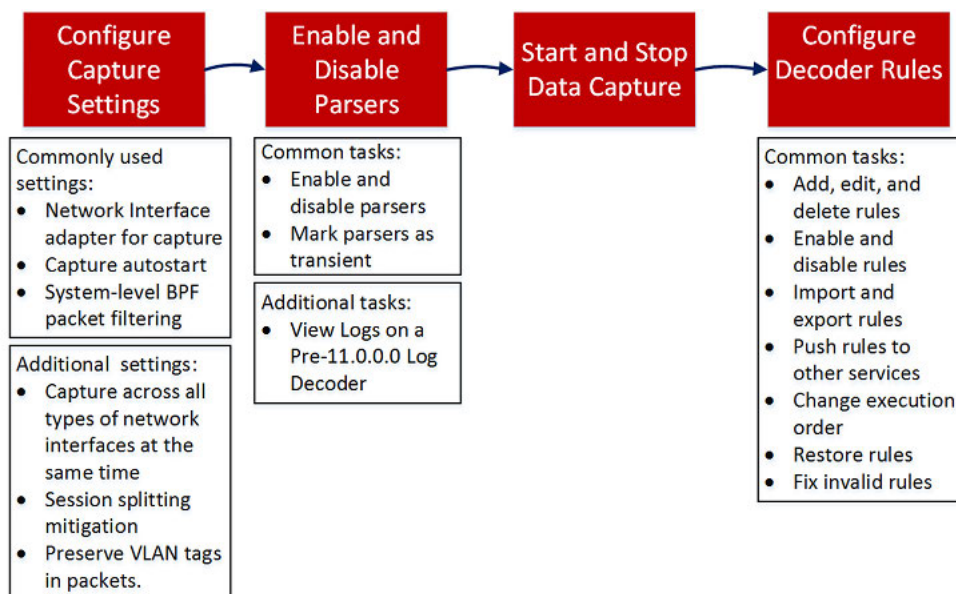 Configure
Capture
Settings
Enable and
Disable
Parsers
Start and Stop
Data Capture
Configure
Decoder Rules
Commonly used
settings:
• Network Interface
adapter for capture
• Capture autostart
• System-level BPF
packet filtering
Additional settings:
• Capture across all
types of network
interfaces at the
same time
• Session splitting
mitigation
• Preserve VLAN tags
in packets.
Common tasks:
• Enable and
disable parsers
• Mark parsers as
transient
Additional tasks:
• View Logs on a
Pre-11.0.0.0 Log
Decoder
Common tasks:
• Add, edit, and
delete rules
• Enable and
disable rules
• Import and
export rules
• Push rules to
other services
• Change execution
order
• Restore rules
• Fix invalid rules